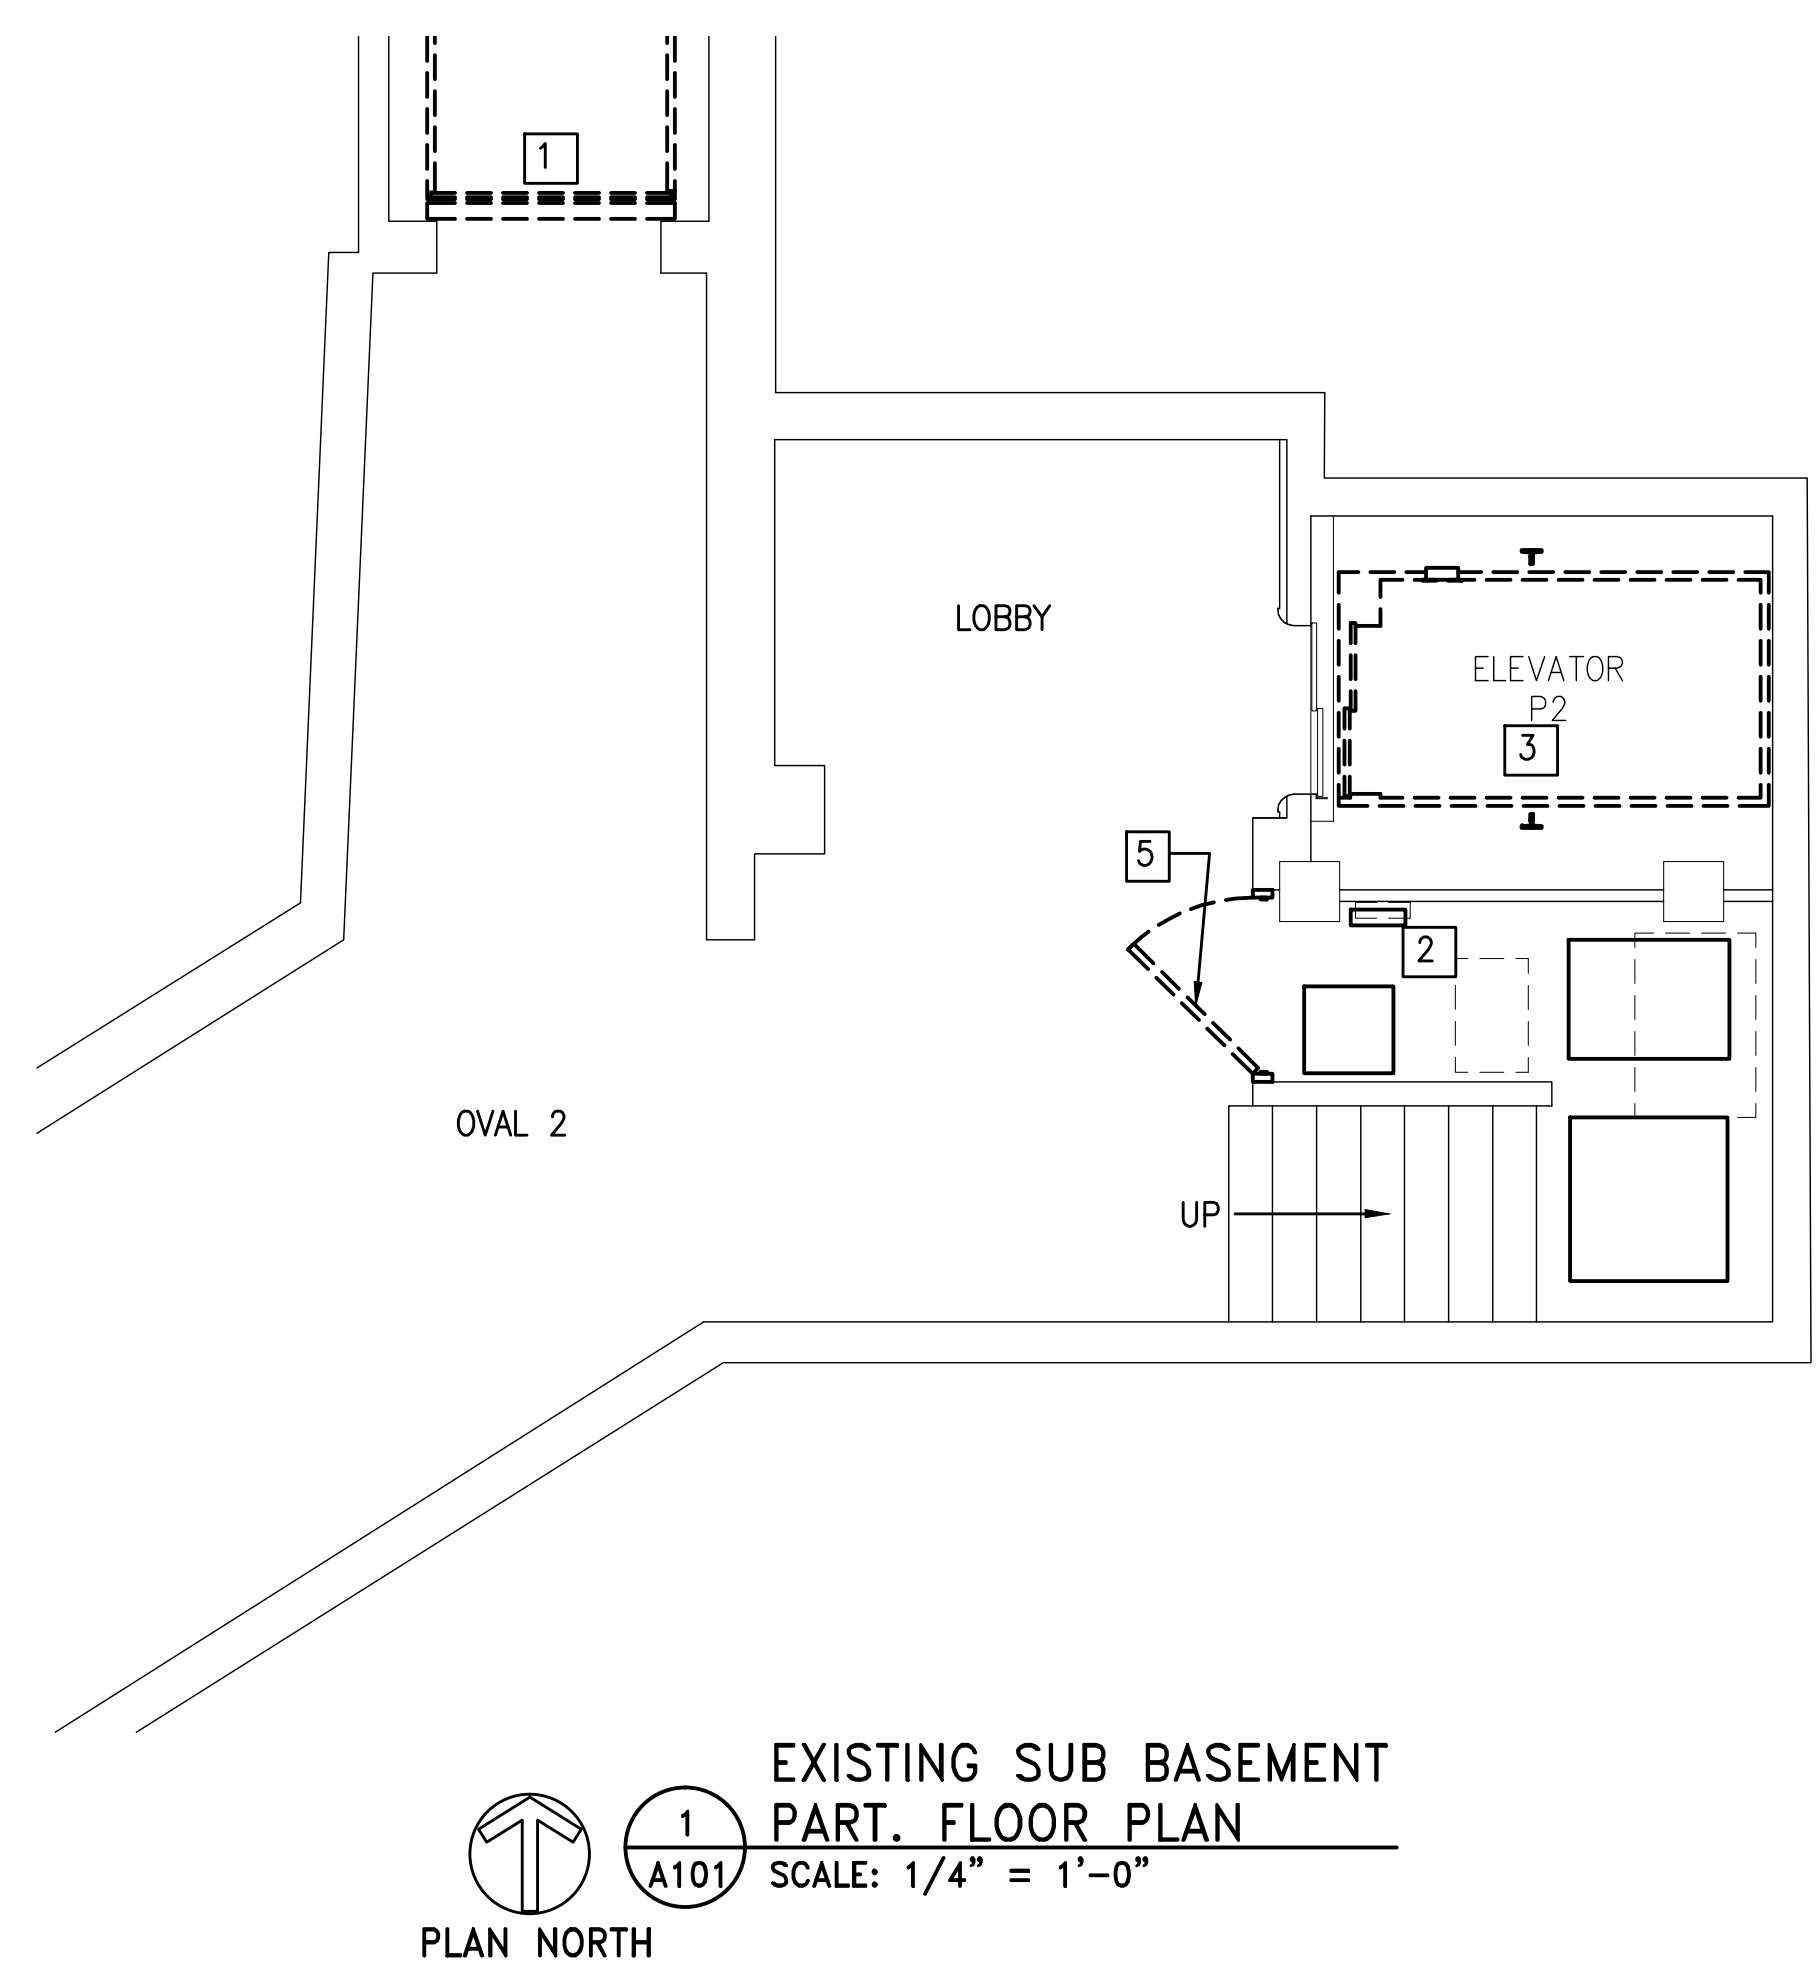 1
LOBBY
ELEVATOR
P2
3
5
2
OVAL 2
UP
EXISTING SUB BASEMENT
PART. FLOOR PLAN
1
A101
SCALE: 1/4" = 1'-0"
PLAN NORTH